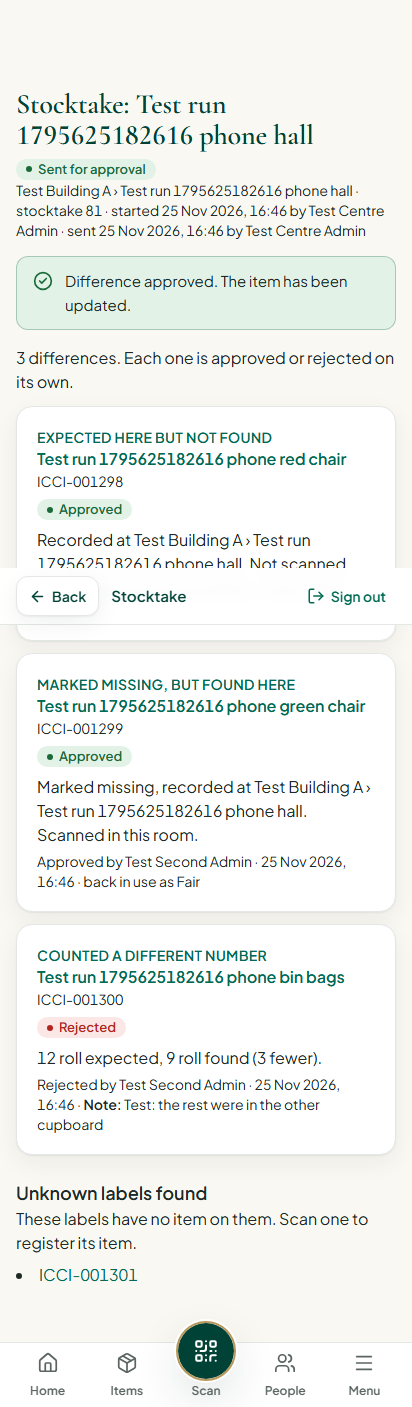 Stocktake: Test run
1795625182616 phone hall
Sent for approval
Test Building A › Test run 1795625182616 phone hall ·
stocktake 81 · started 25 Nov 2026, 16:46 by Test Centre
Admin · sent 25 Nov 2026, 16:46 by Test Centre Admin
Difference approved. The item has been
updated.
3 differences. Each one is approved or rejected on
its own.
EXPECTED HERE BUT NOT FOUND
Test run 1795625182616 phone red chair
ICCI-001298
Approved
Recorded at Test Building A › Test run
1795625182616 phone hall. Not scanned
Back
Stocktake
Sign out
MARKED MISSING, BUT FOUND HERE
Test run 1795625182616 phone green chair
ICCI-001299
Approved
Marked missing, recorded at Test Building A ›
Test run 1795625182616 phone hall.
Scanned in this room.
Approved by Test Second Admin · 25 Nov 2026,
16:46 · back in use as Fair
COUNTED A DIFFERENT NUMBER
Test run 1795625182616 phone bin bags
ICCI-001300
Rejected
12 roll expected, 9 roll found (3 fewer).
Rejected by Test Second Admin · 25 Nov 2026,
16:46 · Note: Test: the rest were in the other
cupboard
Unknown labels found
These labels have no item on them. Scan one to
register its item.
ICCI-001301
Home
Items
Scan
People
Menu